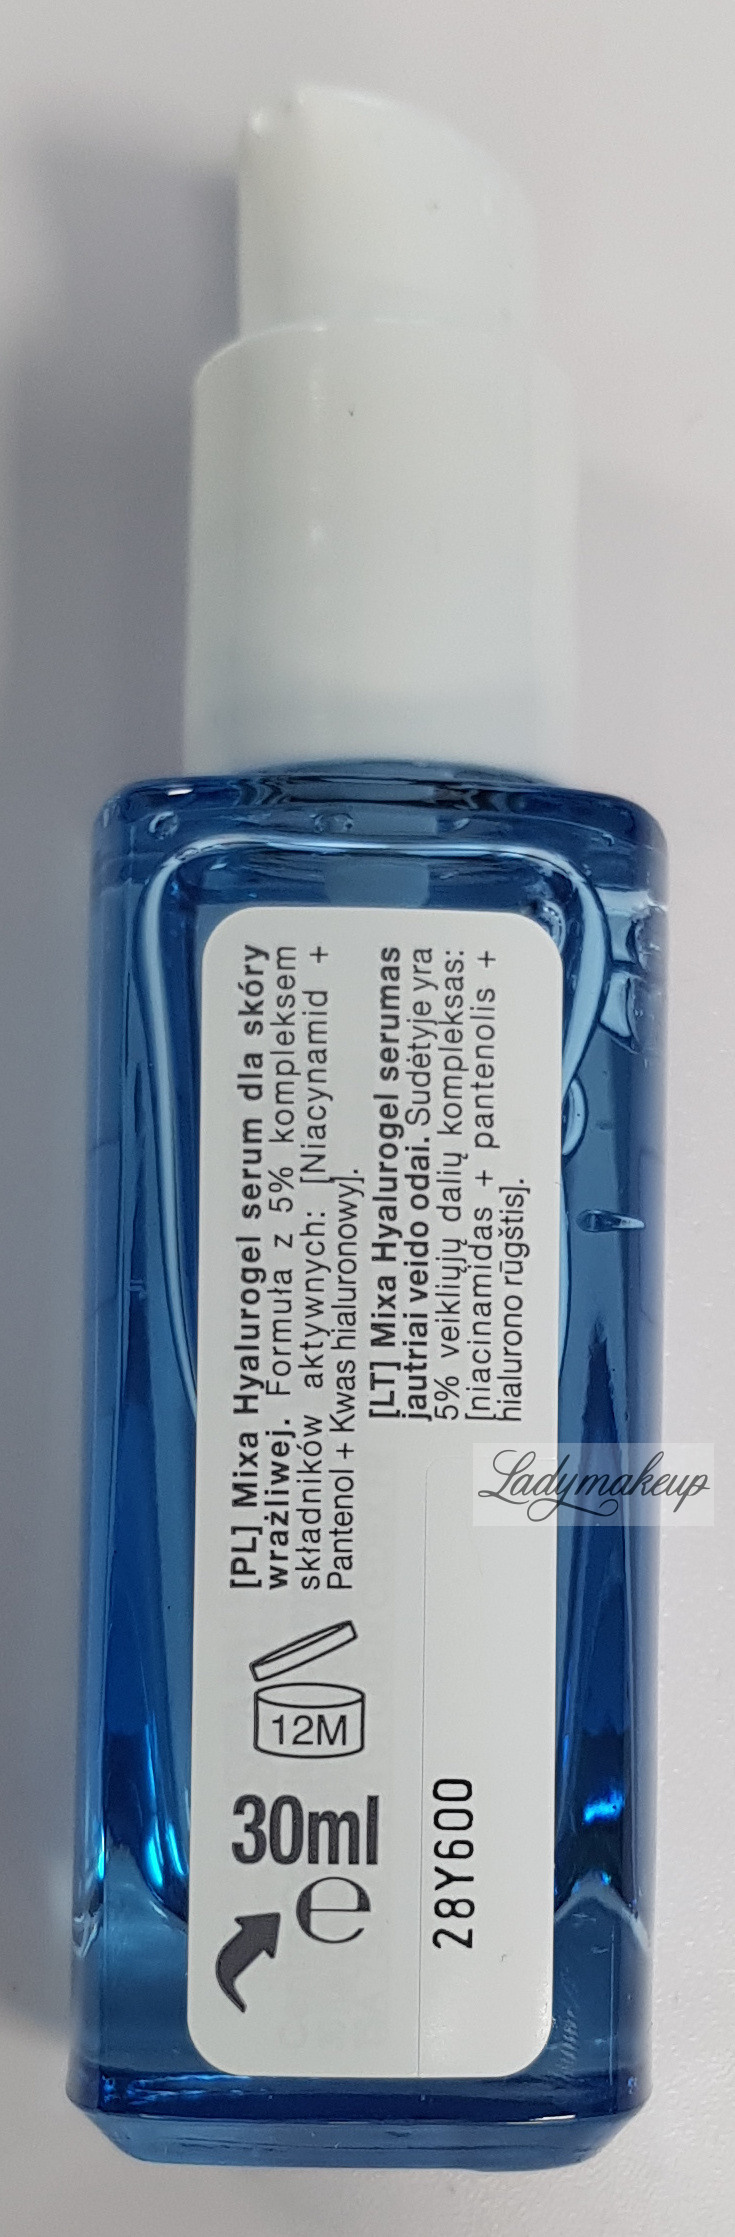 [PL] Mixa Hyalurogel serum dla skóry
wrażliwej. Formuła z 5% kompleksem
składników aktywnych: [Niacynamid +
Pantenol + Kwas hialuronowy].
[LT] Mixa Hyalurogel serumas
jautriai veido odai. Sudėtyje yra
5% veikliųjų dalių kompleksas:
[niacinamidas + pantenolis +
hialurono rūgštis].
12M
30ml
e
28Y600
Ladymakeup